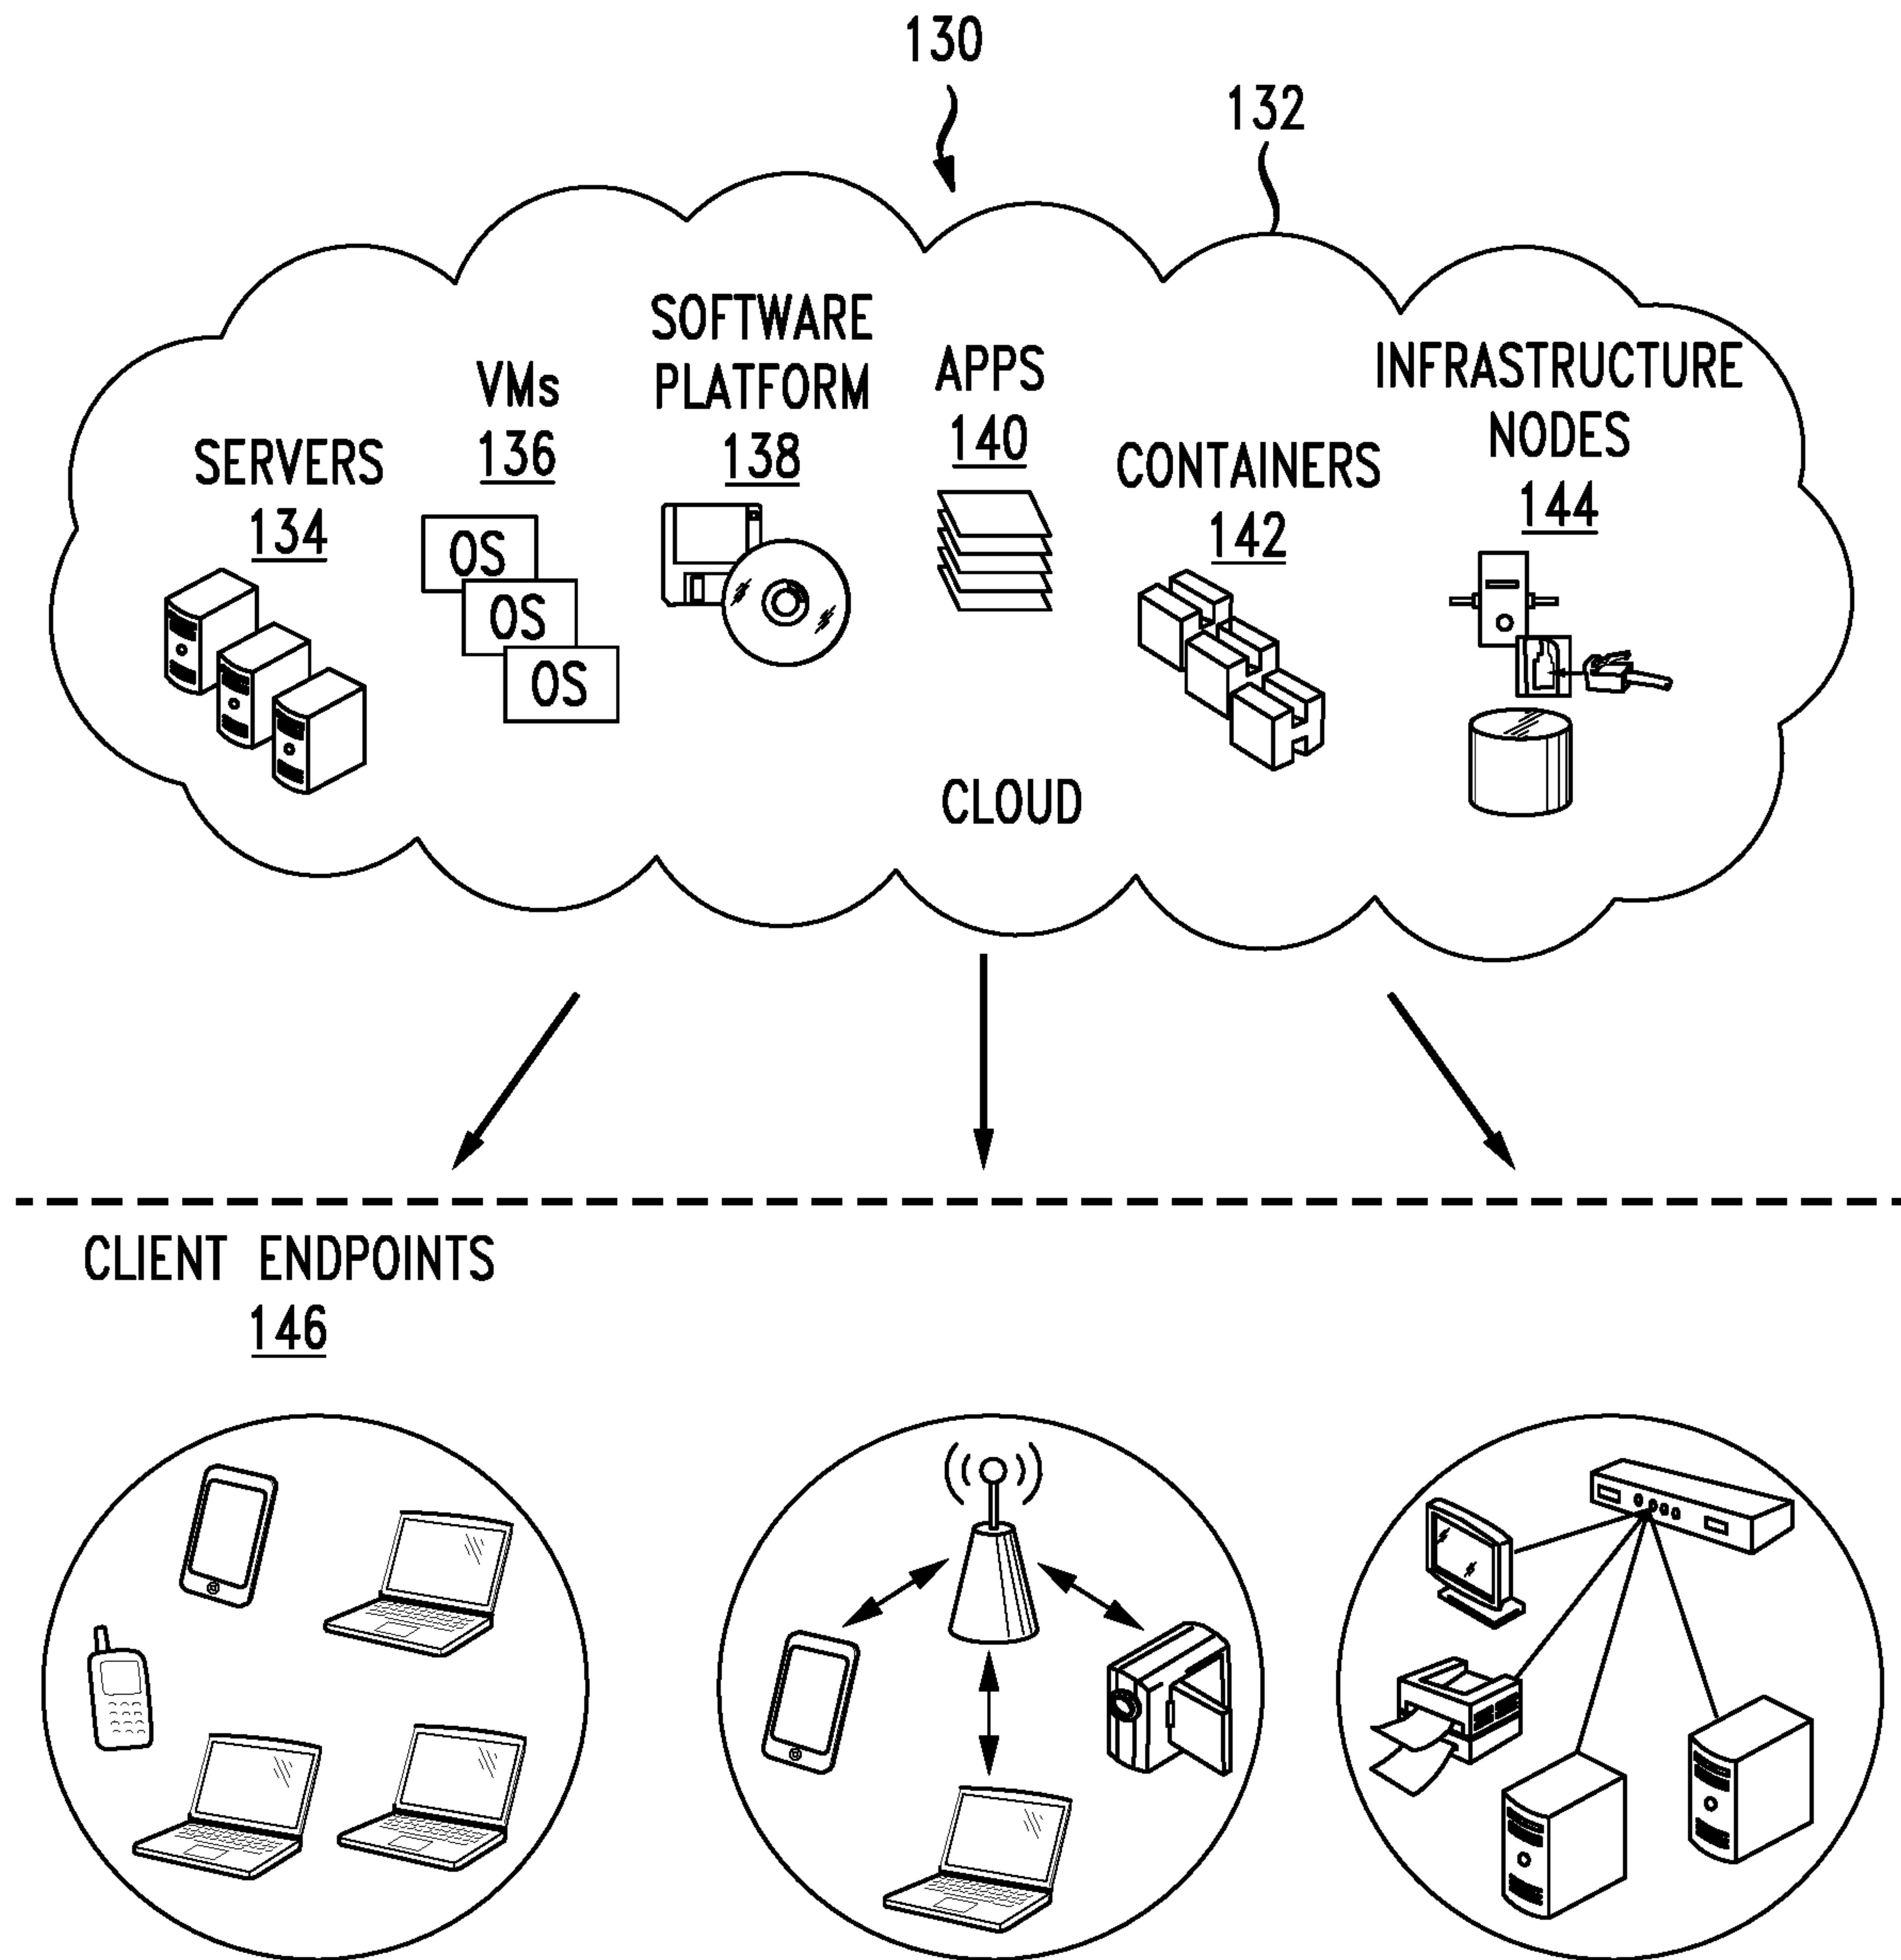 130
132
SOFTWARE
PLATFORM
138
VMs
136
APPS
140
INFRASTRUCTURE
NODES
144
SERVERS
134
CONTAINERS
142
OS
OS
OS
CLOUD
CLIENT ENDPOINTS
146